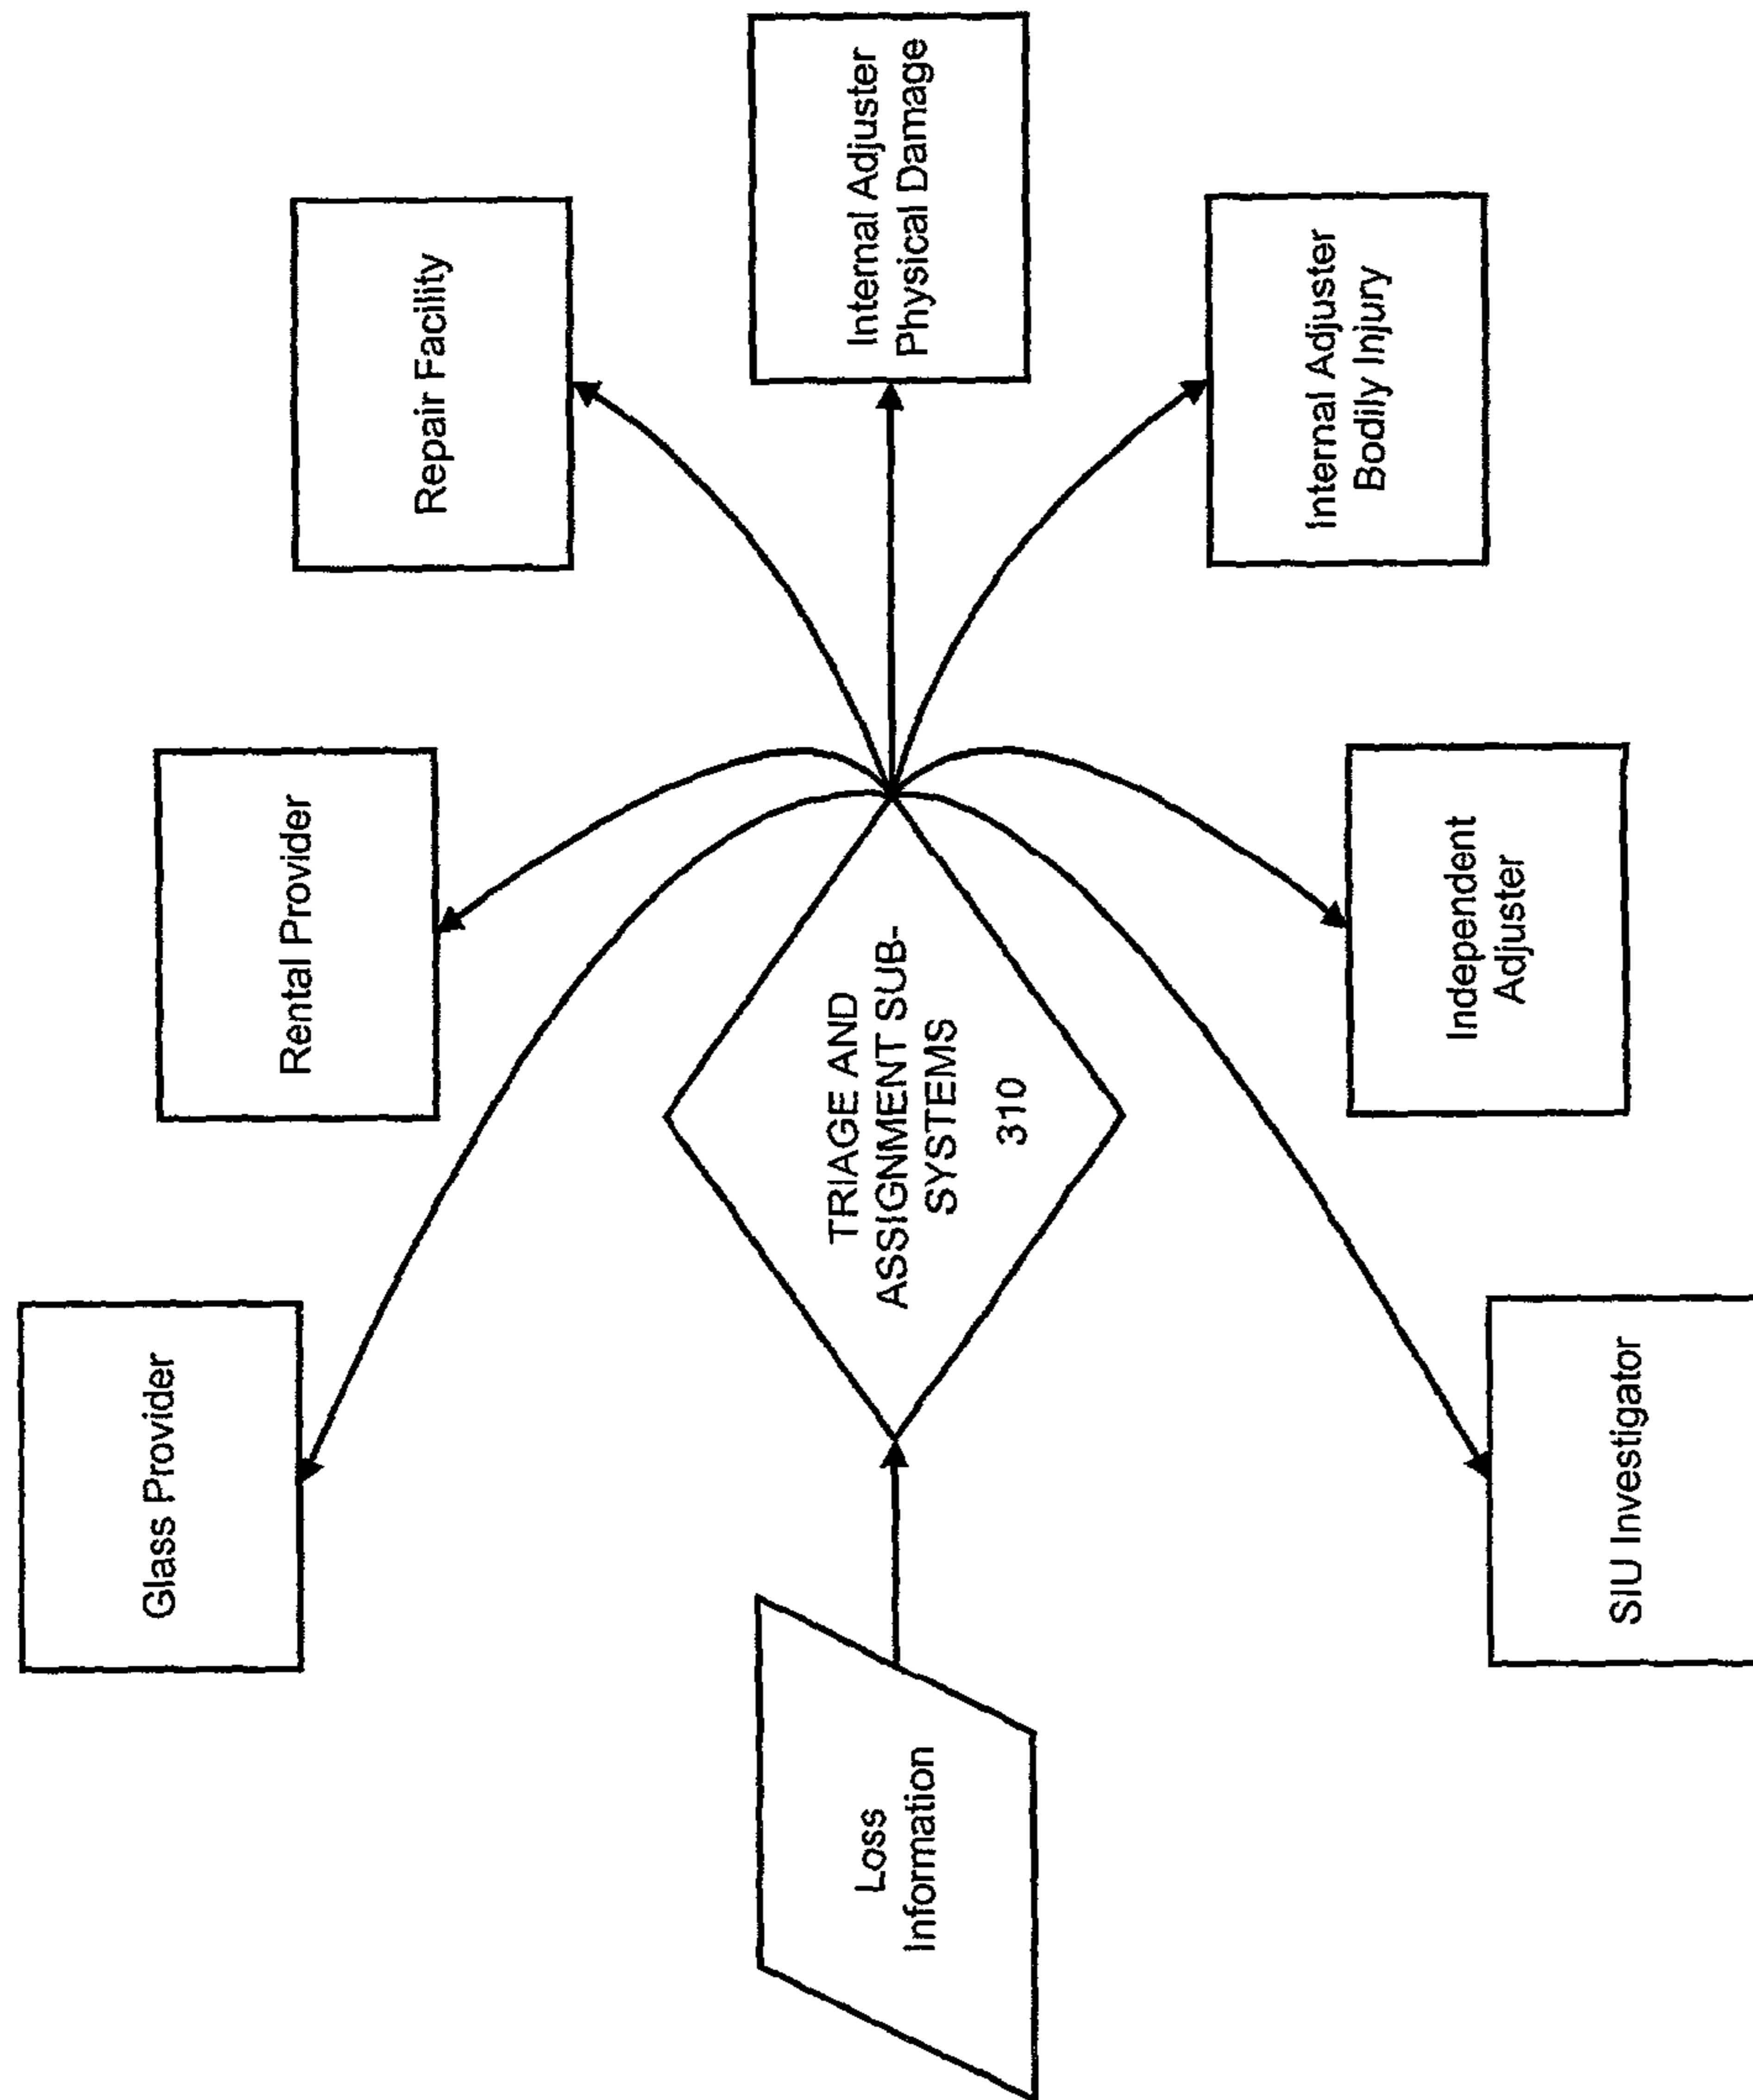 Glass Provider
Rental Provider
Repair Facility
Loss
Information
TRIAGE AND
ASSIGNMENT SUB-
SYSTEMS
310
Internal Adjuster
Physical Damage
SIU Investigator
Independent
Adjuster
Internal Adjuster
Bodily Injury